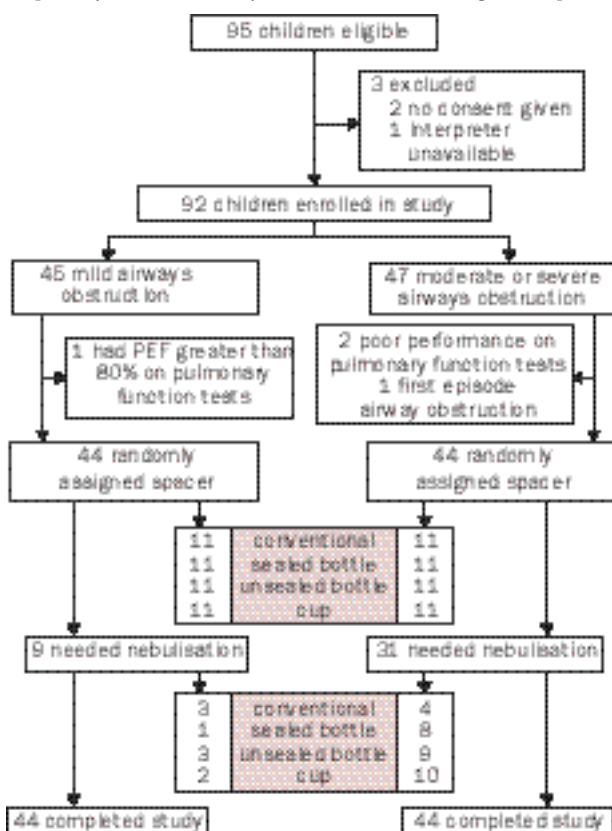 95 children eligible
3 excluded
2 no consent given
1 Interpreter
unavailable
92 children enrolled in study
45 mild airways
obstruction
47 moderate or severe
airways obstruction
1 had PEF greater than
80% on pulmonary
function tests
2 poor performance on
pulmonary function tests
1 first episode
airway obstruction
44 randomly
assigned spacer
44 randomly
assigned spacer
11 conventional 11
11 sealed bottle 11
11 unsealed bottle 11
11 cup 11
9 needed nebulisation
31 needed nebulisation
3 conventional 4
1 sealed bottle 8
3 unsealed bottle 9
2 cup 10
44 completed study
44 completed study